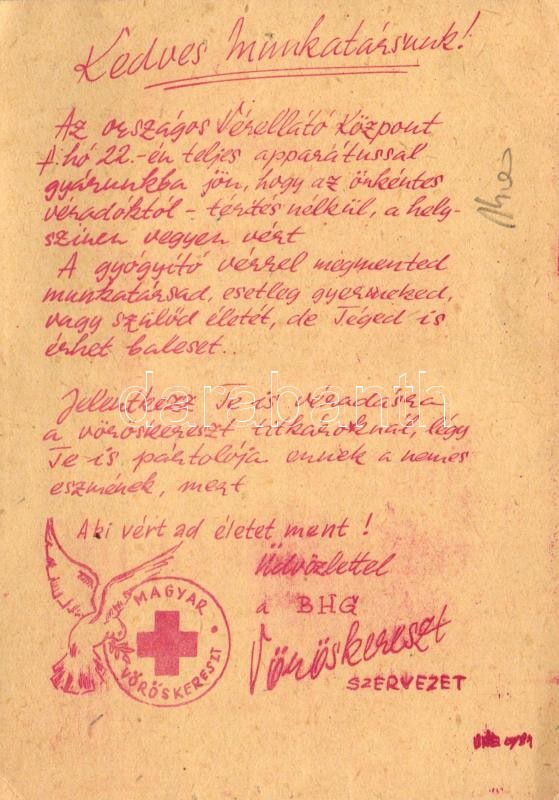 Kedves Munkatársunk!
Az országos Vérellátó Központ
A hó 22.-én teljes apparátussal
gyárunkba jön, hogy az önkéntes
véradóktól - térítés nélkül, a hely-
szinen vegyen vért
A gyógyító vérrel megmented
munkatársad, esetleg gyermeked,
vagy szülőd életét, de Téged is
érhet baleset..
darabanth
Jelentkezz Te is véradásra
a vöröskereszt titkároknál, légy
Te is pártolója ennek a nemes
eszmének, mert
Aki vért ad életet ment!
Üdvözlettel
a BHG
Vöröskereszt
SZERVEZET
MAGYAR
VÖRÖSKERESZT